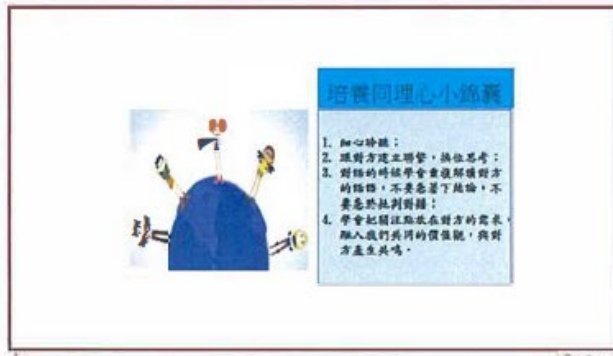 培養同理心小錦囊
1. 細心聆聽；
2. 跟對方建立聯繫，換位思考；
3. 對話的時候學會重複解讀對方
的話語，不要急著下結論，不
要急於批判對錯！
4. 學會把關注點放在對方的需求，
融入我們共同的價值觀，與對
方產生共鳴。